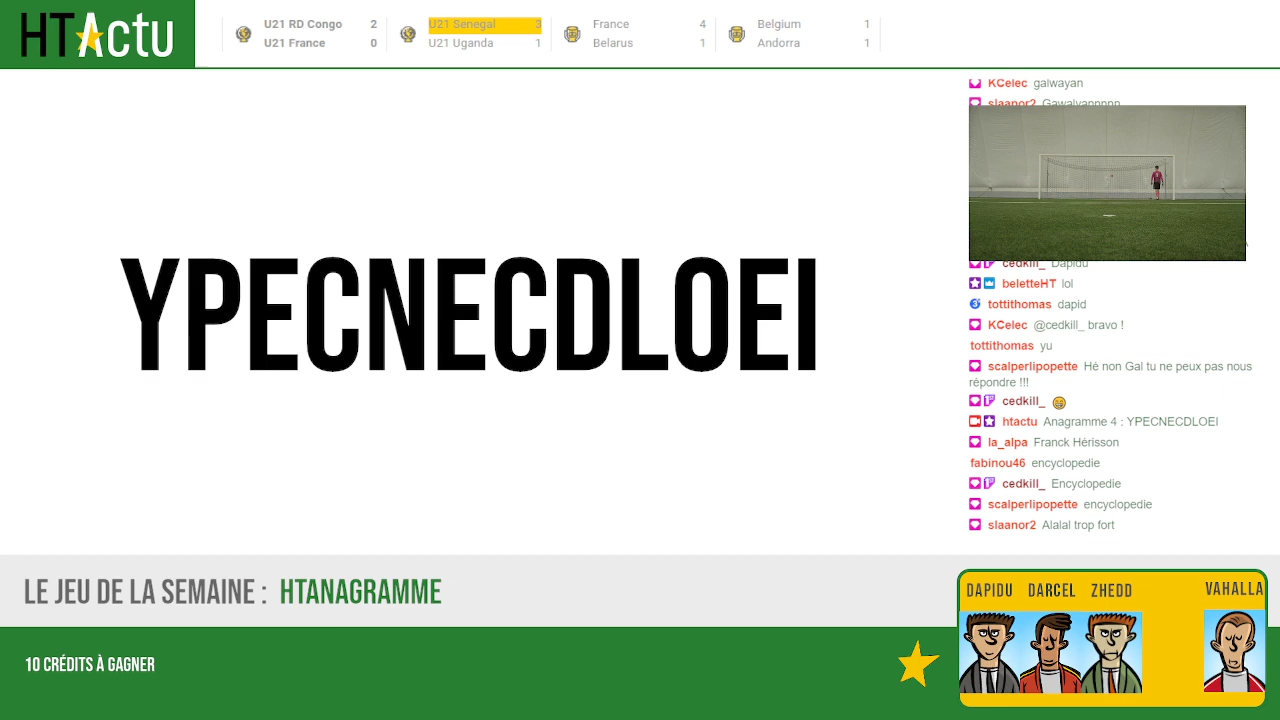 HTActu
U21 RD Congo 2
U21 France 0
U21 Senegal 3
U21 Uganda 1
France 4
Belarus 1
Belgium 1
Andorra 1
YPECNECDLOEI
KCelec galwayan
slaanor2 Gawalyannnnn
cedkill_ Dapidu
beletteHT lol
tottithomas dapid
KCelec @cedkill_ bravo !
tottithomas yu
scalperlipopette Hé non Gal tu ne peux pas nous
répondre !!!
cedkill_
htactu Anagramme 4 : YPECNECDLOEI
la_alpa Franck Hérisson
fabinou46 encyclopedie
cedkill_ Encyclopedie
scalperlipopette encyclopedie
slaanor2 Alalal trop fort
LE JEU DE LA SEMAINE : HTANAGRAMME
10 CRÉDITS À GAGNER
DAPIDU DARCEL ZHEDD VAHALLA